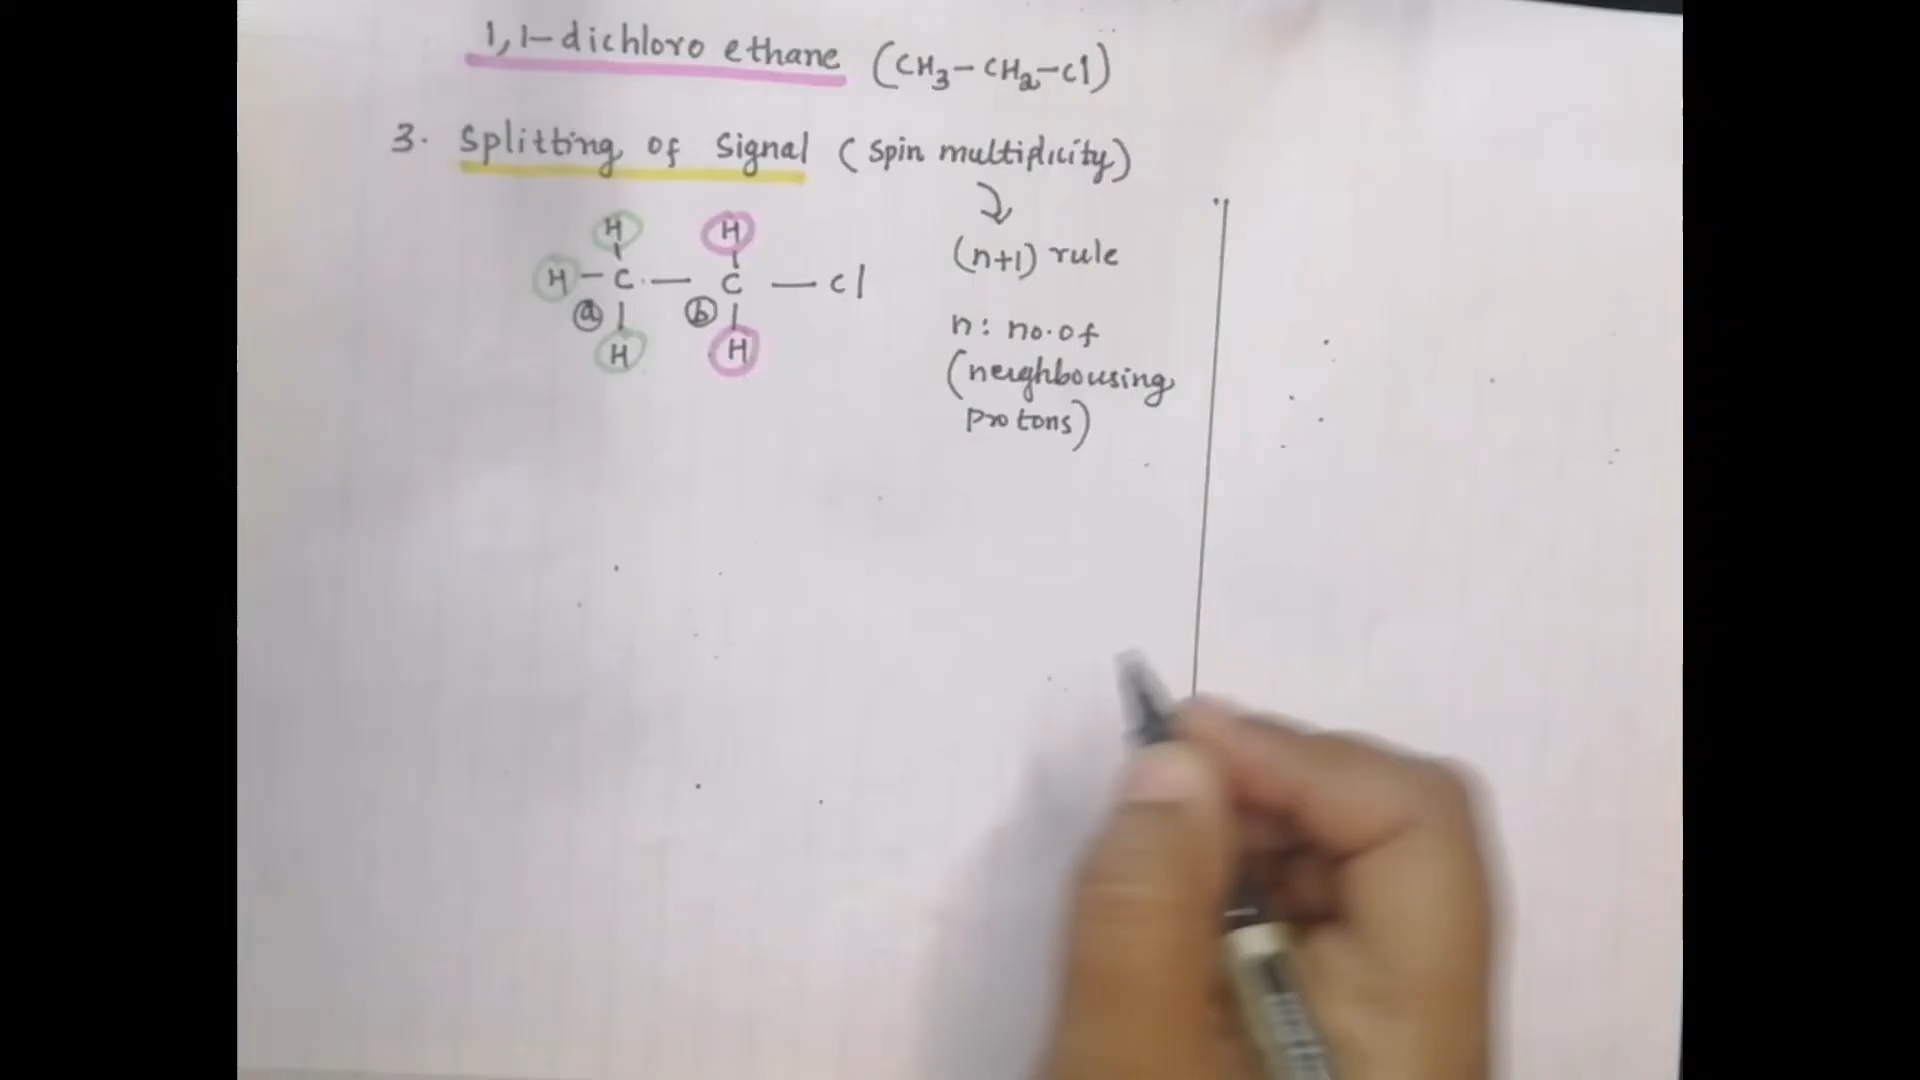 1,1-dichloro ethane (CH3-CH2-Cl)
3. Splitting of Signal (Spin multiplicity)
(n+1) rule
n: no. of
(neighbousing
protons)
H H
H-C-C-Cl
a b
H H